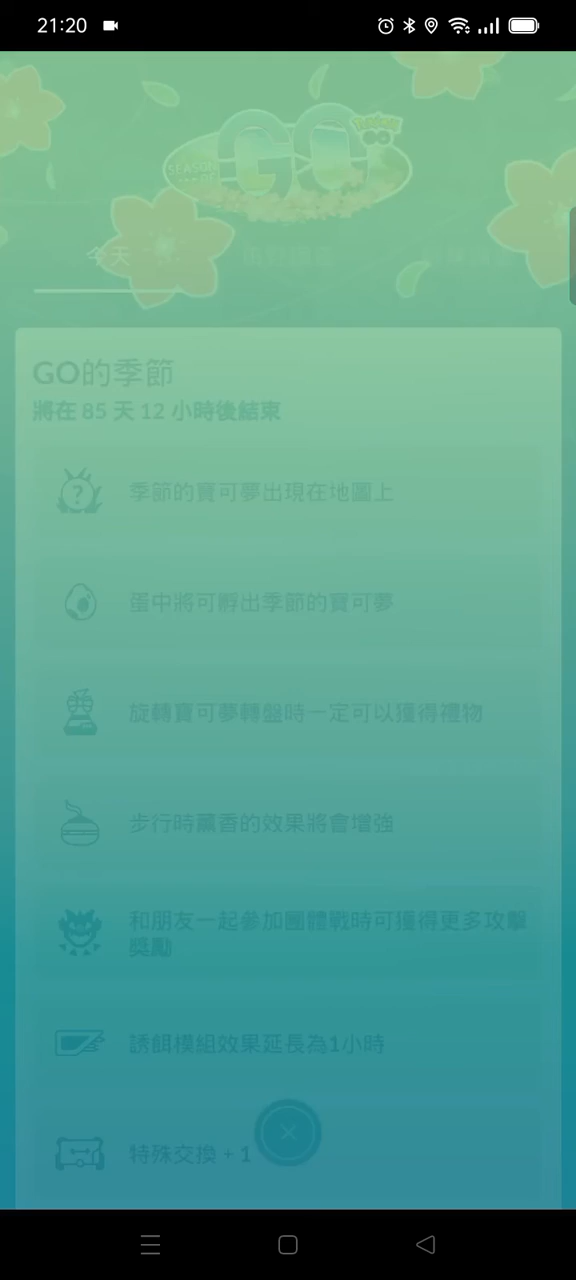 21:20
SEASON
GO
今天
GO的季節
將在 85 天 12 小時後結束
季節的寶可夢出現在地圖上
蛋中將可孵出季節的寶可夢
旋轉寶可夢轉盤時一定可以獲得禮物
步行時薰香的效果將會增強
和朋友一起參加團體戰時可獲得更多攻擊
獎勵
誘餌模組效果延長為1小時
特殊交換 + 1